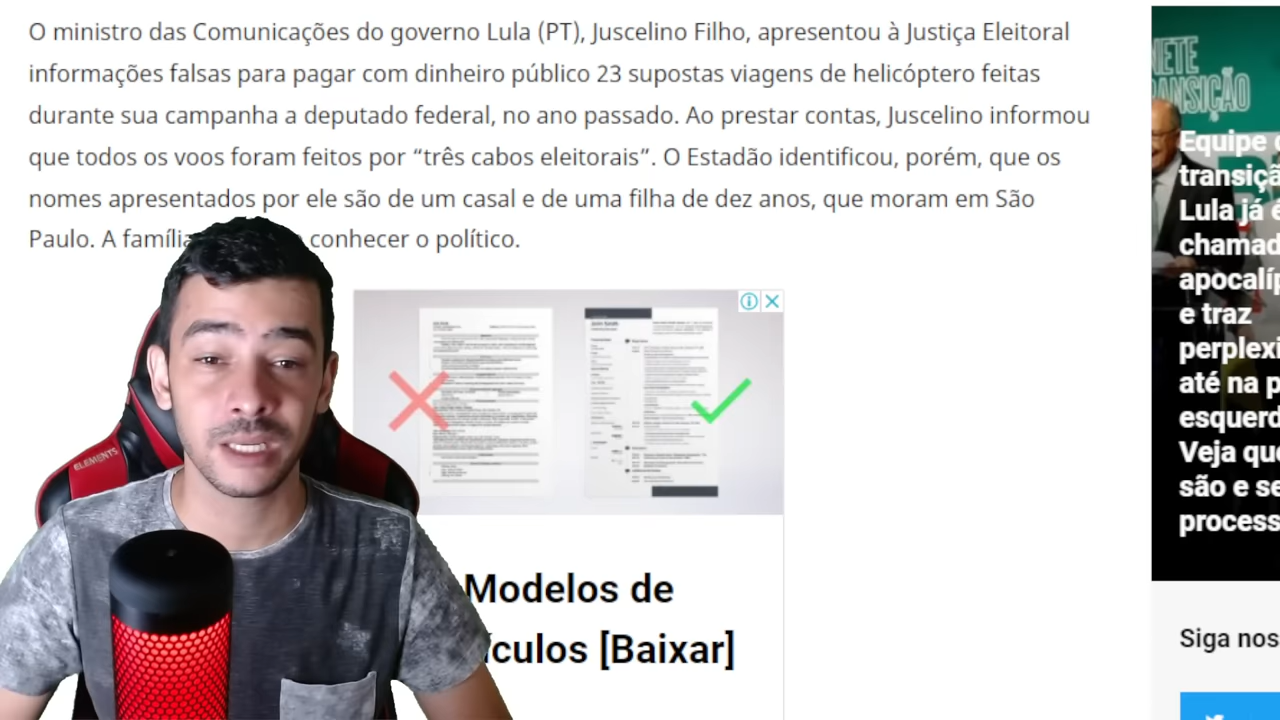 O ministro das Comunicações do governo Lula (PT), Juscelino Filho, apresentou à Justiça Eleitoral
informações falsas para pagar com dinheiro público 23 supostas viagens de helicóptero feitas
durante sua campanha a deputado federal, no ano passado. Ao prestar contas, Juscelino informou
que todos os voos foram feitos por “três cabos eleitorais”. O Estadão identificou, porém, que os
nomes apresentados por ele são de um casal e de uma filha de dez anos, que moram em São
Paulo. A família conhecer o político.
Equipe
transiçã
Lula já
chamad
apocalíp
e traz
perplexi
até na p
esquerd
Veja que
são e se
process
ELEMENTS
Modelos de
ículos [Baixar]
Siga nos